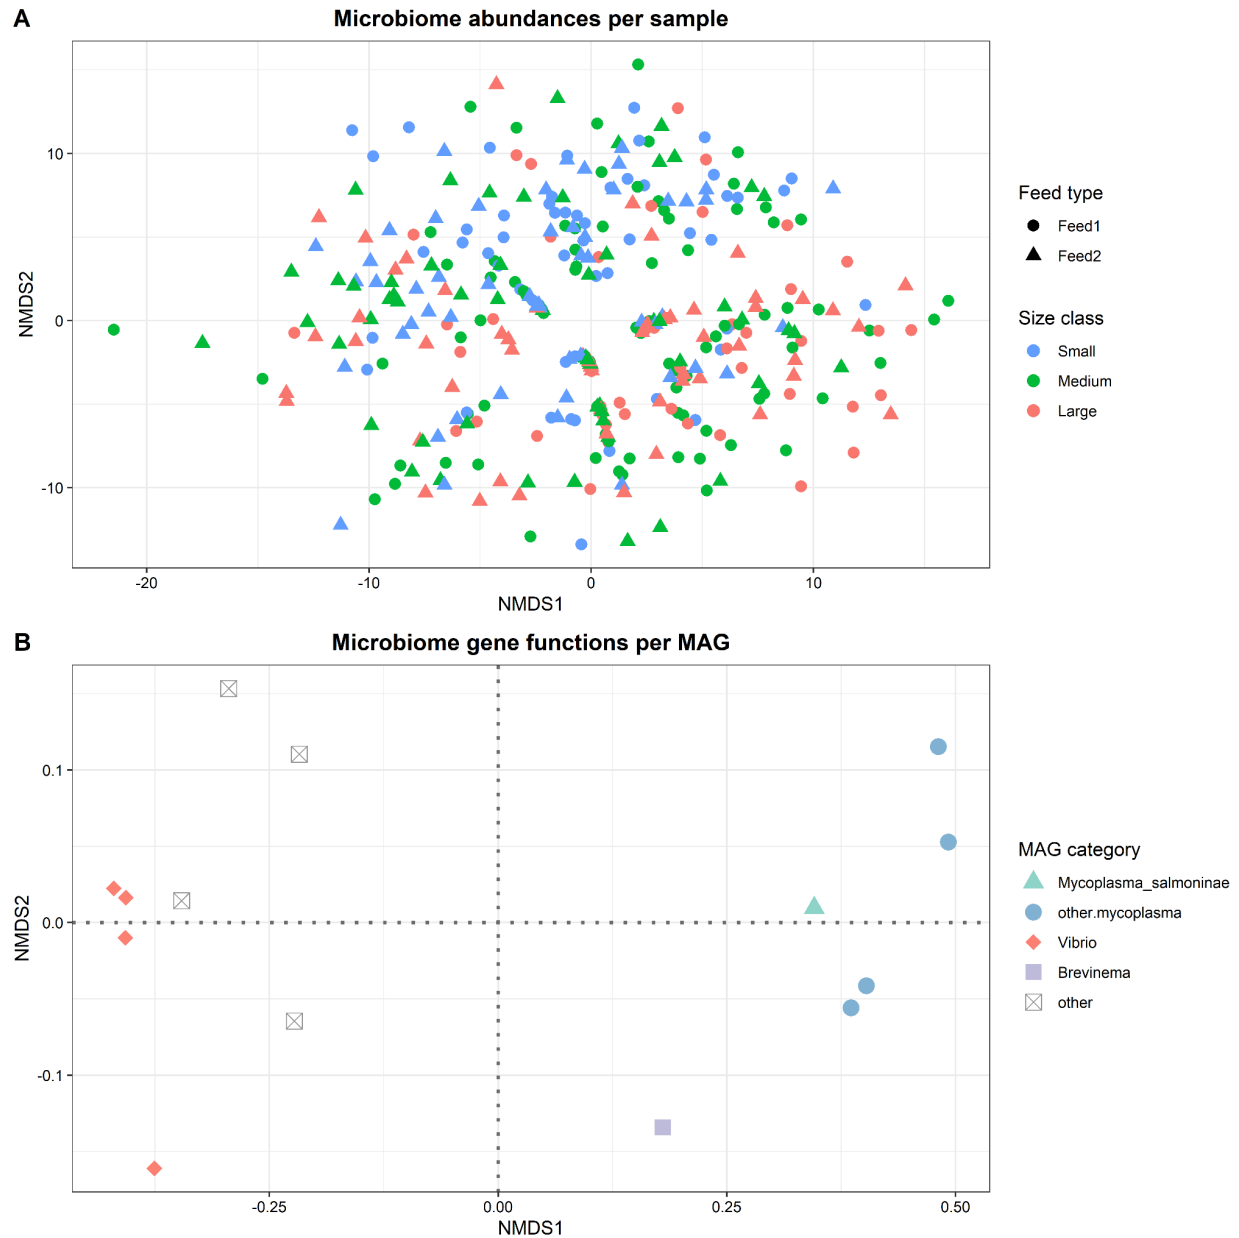 A
Microbiome abundances per sample
10
0
-10
NMDS2
-20
-10
0
10
NMDS1
Feed type
Feed1
Feed2
Size class
Small
Medium
Large
B
Microbiome gene functions per MAG
0.1
0.0
-0.1
NMDS2
-0.25
0.00
0.25
0.50
NMDS1
MAG category
Mycoplasma_salmoninae
other.mycoplasma
Vibrio
Brevinema
other